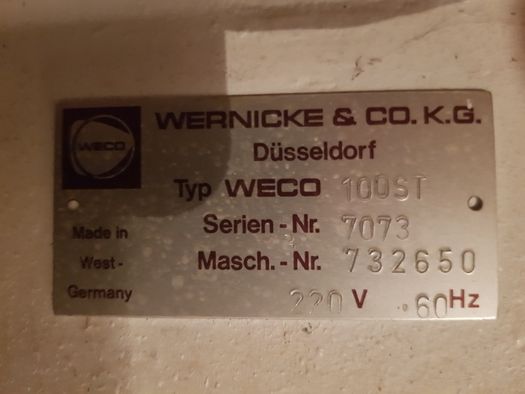 WERNICKE & CO. K.G.
WECO
Düsseldorf
Typ WECO 100ST
Serien - Nr. 7073
Masch. - Nr. 732650
Made in
West -
Germany
220 V 60 Hz